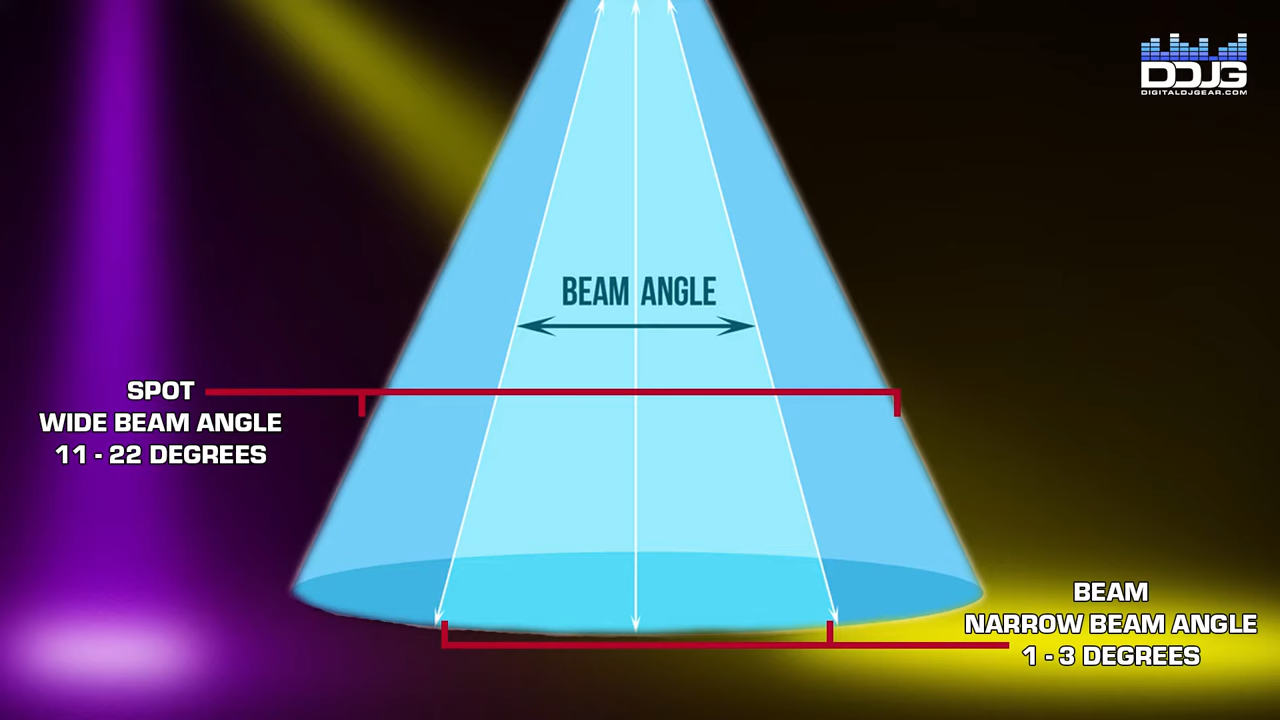 DDJG
DIGITALDJGEAR.COM
BEAM ANGLE
SPOT
WIDE BEAM ANGLE
11 - 22 DEGREES
BEAM
NARROW BEAM ANGLE
1 - 3 DEGREES